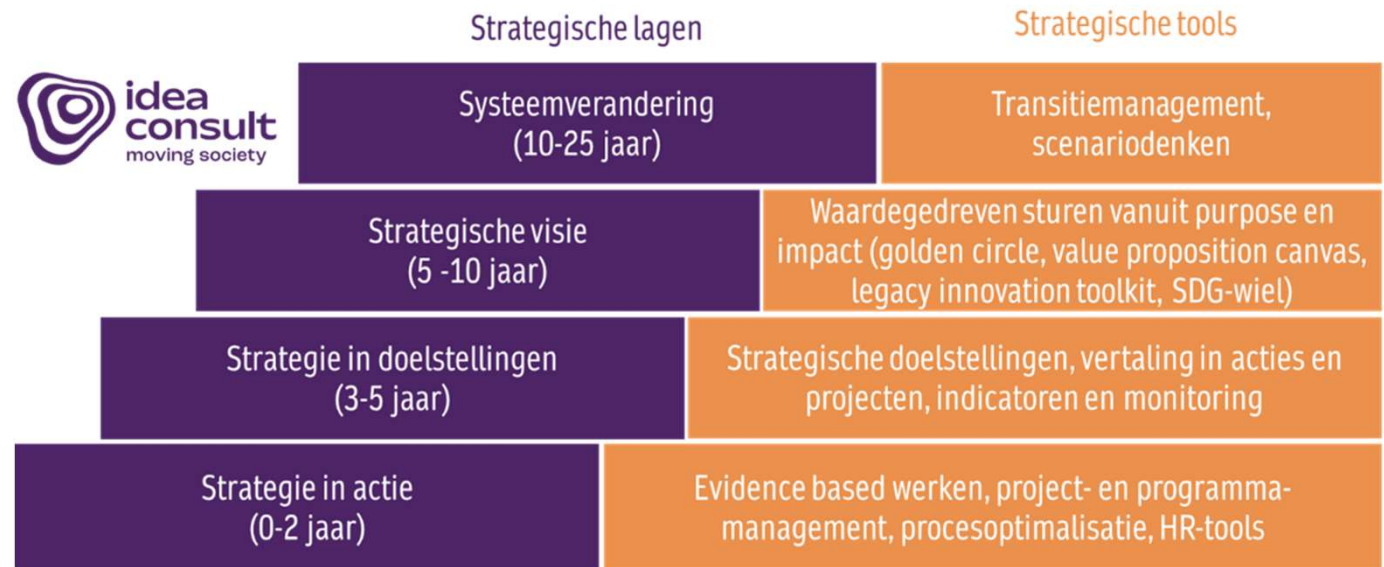 Strategische lagen
Strategische tools
idea
consult
moving society
Systeemverandering
(10-25 jaar)
Transitiemanagement,
scenariodenken
Strategische visie
(5 -10 jaar)
Waardegedreven sturen vanuit purpose en
impact (golden circle, value proposition canvas,
legacy innovation toolkit, SDG-wiel)
Strategie in doelstellingen
(3-5 jaar)
Strategische doelstellingen, vertaling in acties en
projecten, indicatoren en monitoring
Strategie in actie
(0-2 jaar)
Evidence based werken, project- en programma-
management, procesoptimalisatie, HR-tools